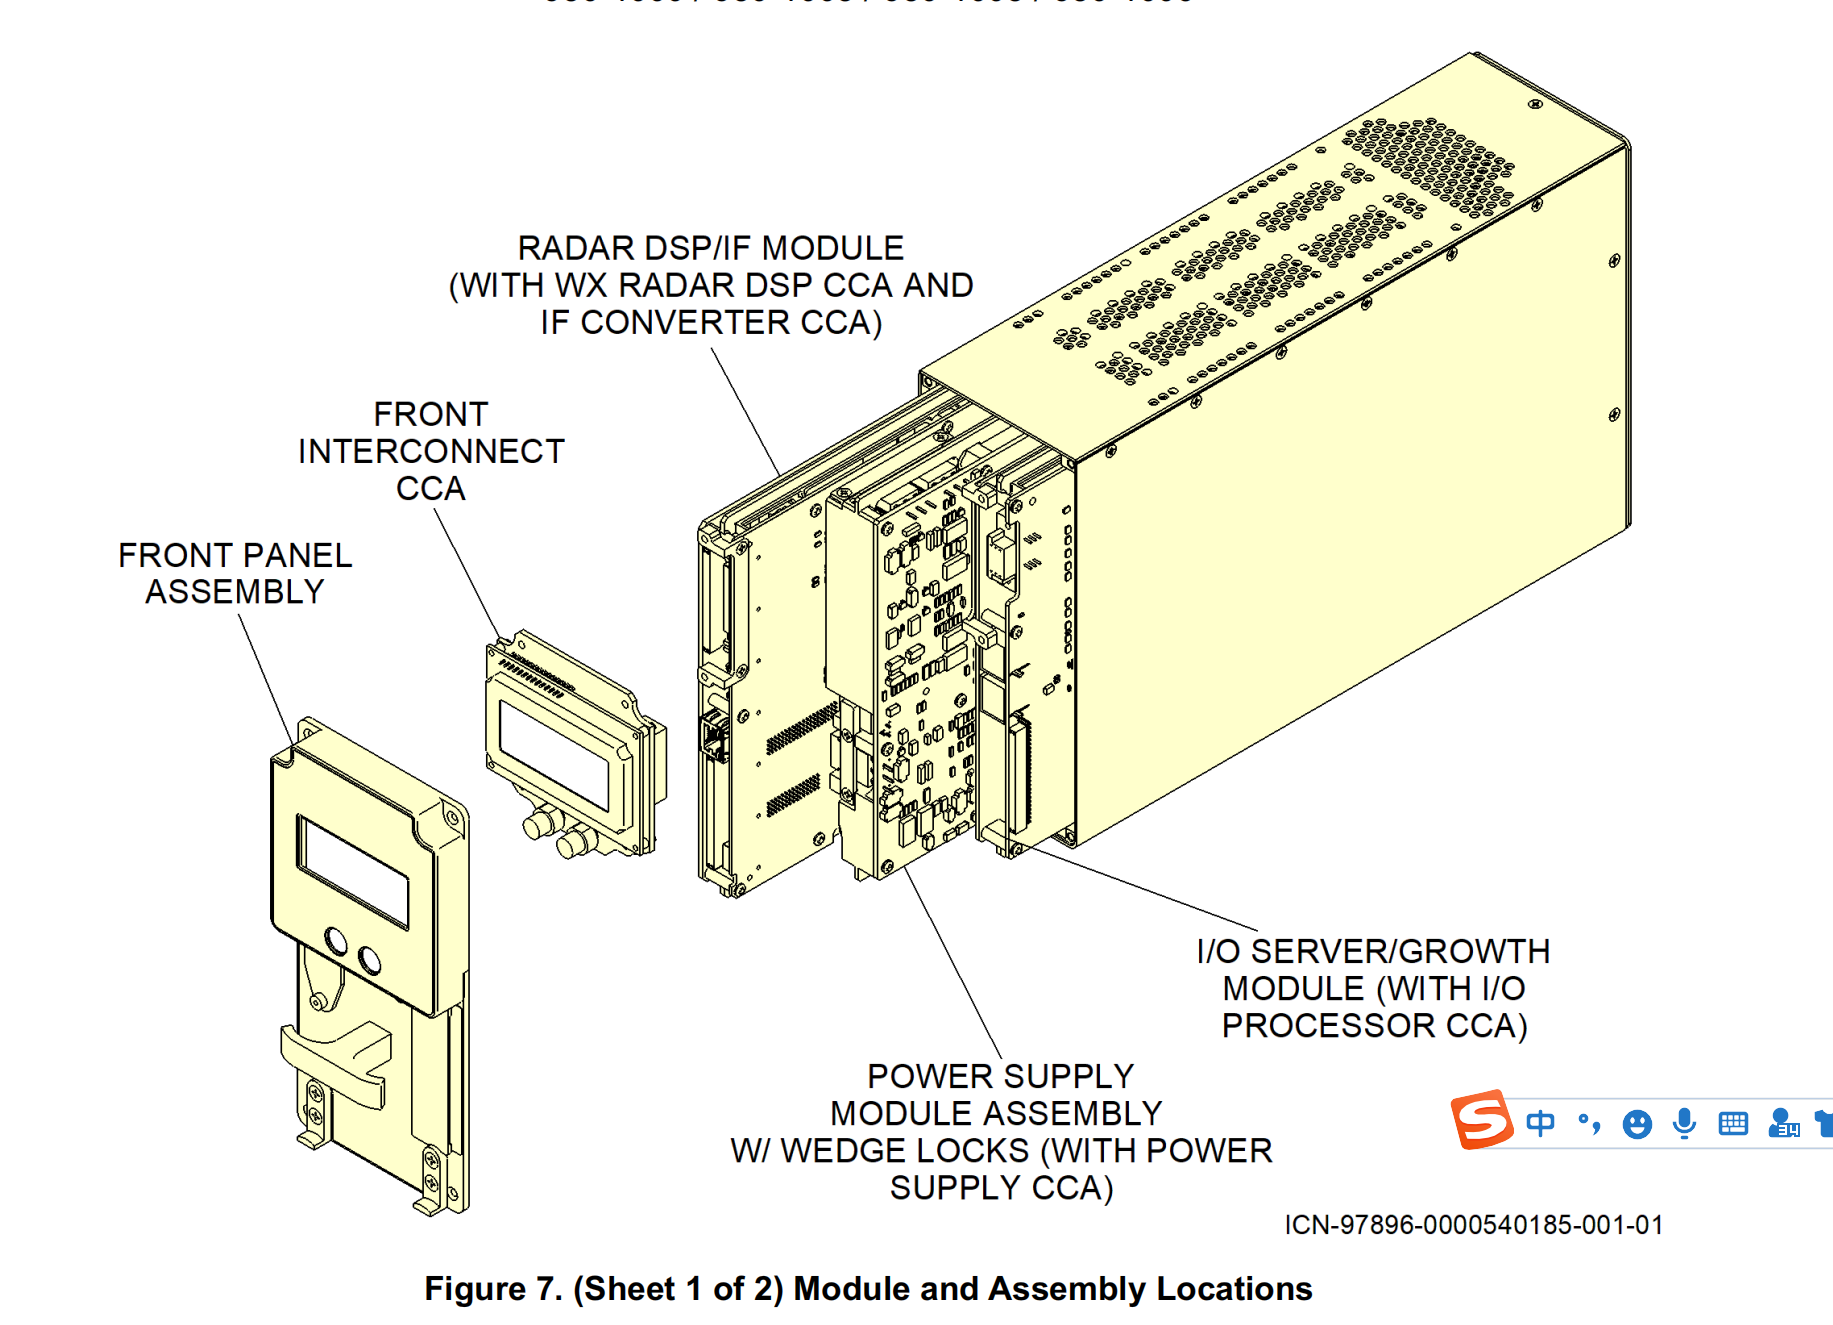 RADAR DSP/IF MODULE
(WITH WX RADAR DSP CCA AND
IF CONVERTER CCA)
FRONT
INTERCONNECT
CCA
FRONT PANEL
ASSEMBLY
I/O SERVER/GROWTH
MODULE (WITH I/O
PROCESSOR CCA)
POWER SUPPLY
MODULE ASSEMBLY
W/ WEDGE LOCKS (WITH POWER
SUPPLY CCA)
S 中
ICN-97896-0000540185-001-01
Figure 7. (Sheet 1 of 2) Module and Assembly Locations